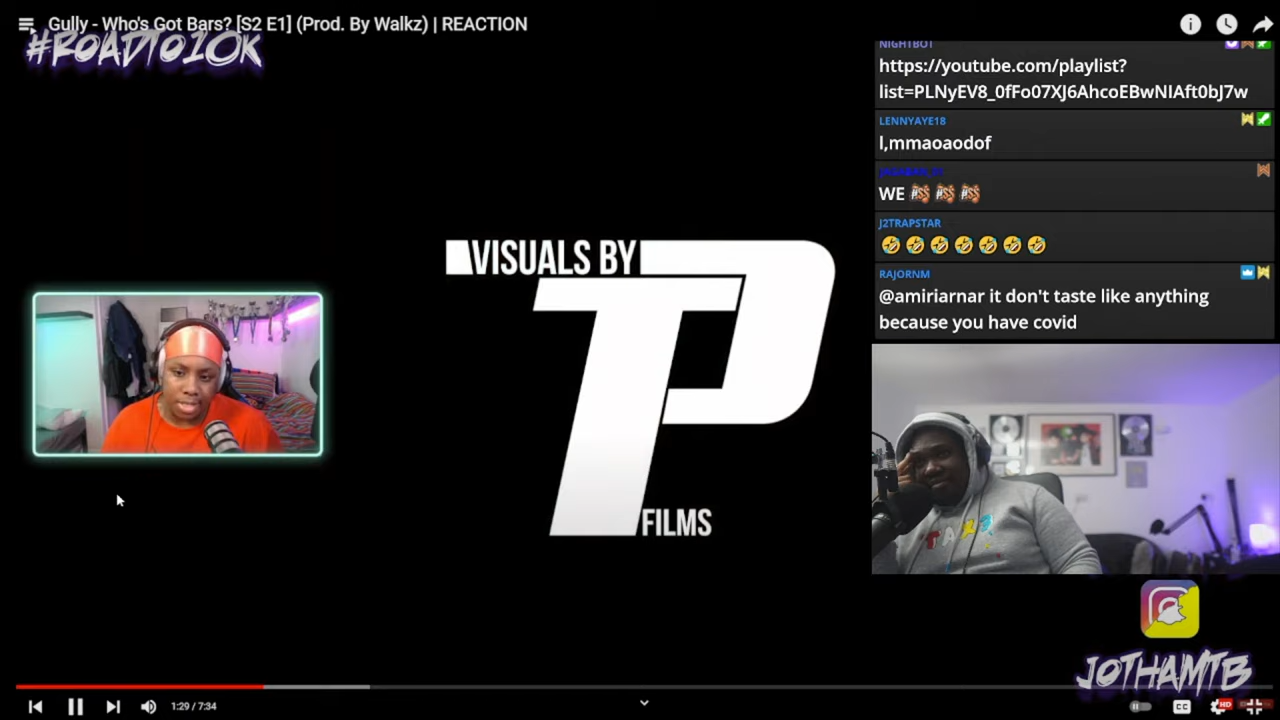 Gully - Who's Got Bars? [S2 E1] (Prod. By Walkz) | REACTION
#ROADTO10K
NIGHTBOT
https://youtube.com/playlist?
list=PLNyEV8_0fFo07XJ6AhcoEBwNIAft0bJ7w
LENNYAYE18
l,mmaoaodof
WE
J2TRAPSTAR
RAJORNM
@amiriarnar it don't taste like anything
because you have covid
VISUALS BY
TP
FILMS
JOTHAMTB
1:29 / 7:34
CC
HD